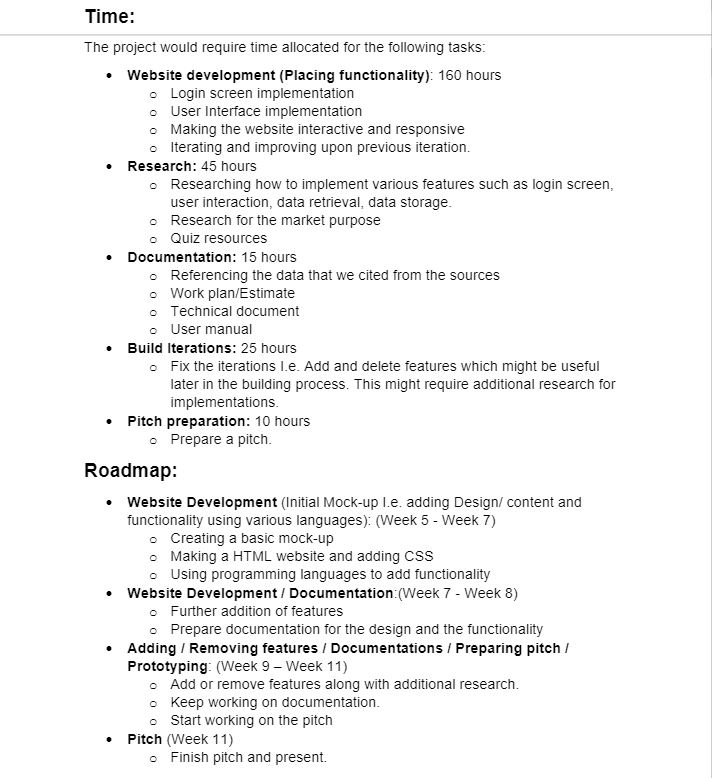 Time:
The project would require time allocated for the following tasks:
• Website development (Placing functionality): 160 hours
o Login screen implementation
o User Interface implementation
o Making the website interactive and responsive
o Iterating and improving upon previous iteration.
• Research: 45 hours
o Researching how to implement various features such as login screen,
user interaction, data retrieval, data storage.
o Research for the market purpose
o Quiz resources
• Documentation: 15 hours
o Referencing the data that we cited from the sources
o Work plan/Estimate
o Technical document
o User manual
• Build Iterations: 25 hours
o Fix the iterations I.e. Add and delete features which might be useful
later in the building process. This might require additional research for
implementations.
• Pitch preparation: 10 hours
o Prepare a pitch.
Roadmap:
• Website Development (Initial Mock-up I.e. adding Design/ content and
functionality using various languages): (Week 5 - Week 7)
o Creating a basic mock-up
o Making a HTML website and adding CSS
o Using programming languages to add functionality
• Website Development / Documentation:(Week 7 - Week 8)
o Further addition of features
o Prepare documentation for the design and the functionality
• Adding / Removing features / Documentations / Preparing pitch /
Prototyping: (Week 9 – Week 11)
o Add or remove features along with additional research.
o Keep working on documentation.
o Start working on the pitch
• Pitch (Week 11)
o Finish pitch and present.